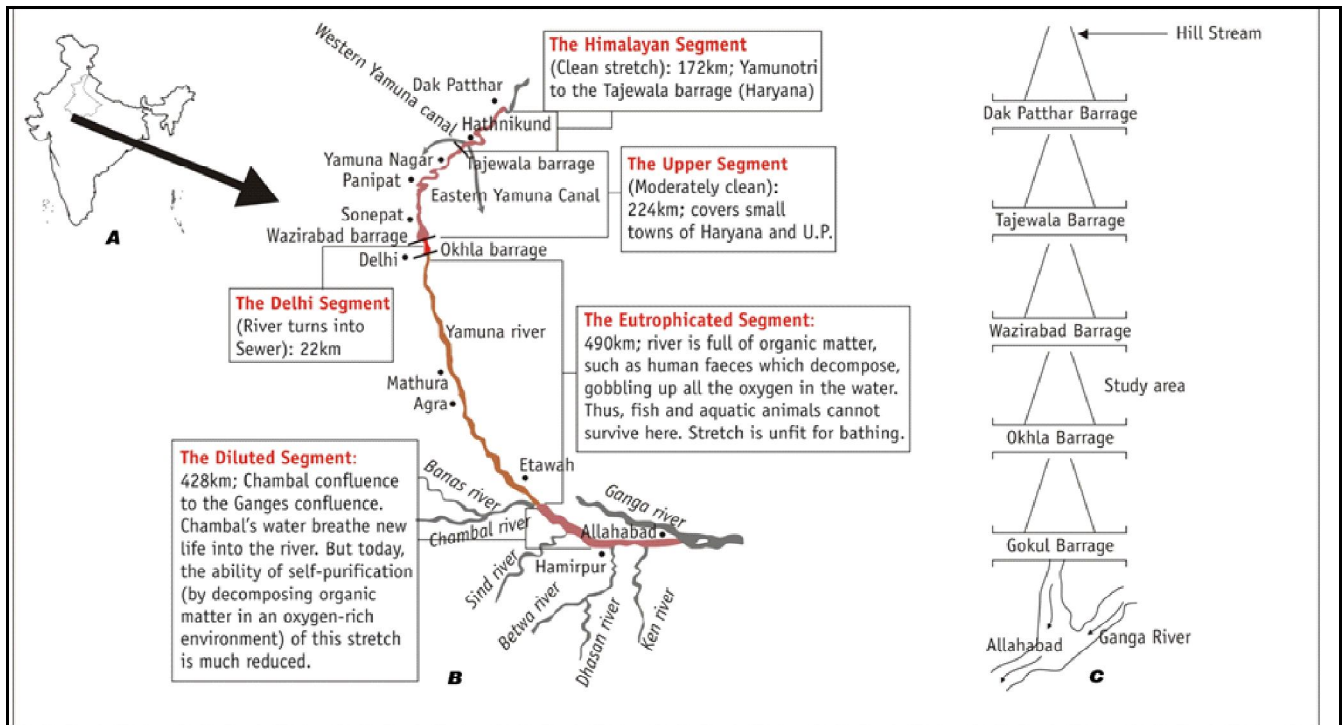 Western Yamuna canal
The Himalayan Segment
(Clean stretch): 172km; Yamunotri
to the Tajewala barrage (Haryana)
Dak Patthar
Hathnikund
Yamuna Nagar
Tajewala barrage
Panipat
Eastern Yamuna Canal
The Upper Segment
(Moderately clean):
224km; covers small
towns of Haryana and U.P.
Sonepat
Wazirabad barrage
Okhla barrage
Delhi
A
The Delhi Segment
(River turns into
Sewer): 22km
Yamuna river
The Eutrophicated Segment:
490km; river is full of organic matter,
such as human faeces which decompose,
gobbling up all the oxygen in the water.
Thus, fish and aquatic animals cannot
survive here. Stretch is unfit for bathing.
Mathura
Agra
The Diluted Segment:
428km; Chambal confluence
to the Ganges confluence.
Chambal's water breathe new
life into the river. But today,
the ability of self-purification
(by decomposing organic
matter in an oxygen-rich
environment) of this stretch
is much reduced.
Etawah
Banas river
Chambal river
Ganga river
Allahabad
Sind river
Hamirpur
Betwa river
Dhasan river
Ken river
B
Hill Stream
Dak Patthar Barrage
Tajewala Barrage
Wazirabad Barrage
Study area
Okhla Barrage
Gokul Barrage
Allahabad
Ganga River
C